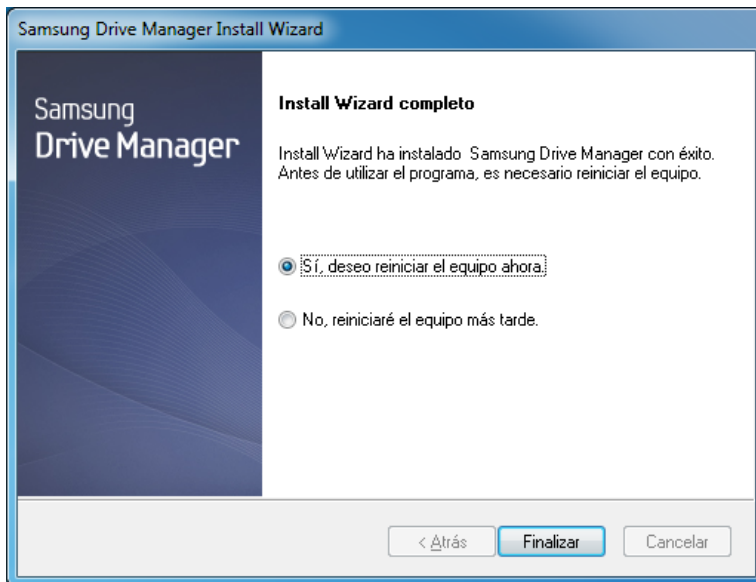 Samsung Drive Manager Install Wizard
Samsung
Drive Manager
Install Wizard completo
Install Wizard ha instalado  Samsung Drive Manager con éxito.
Antes de utilizar el programa, es necesario reiniciar el equipo.
Sí, deseo reiniciar el equipo ahora.
No, reiniciaré el equipo más tarde.
< Atrás
Finalizar
Cancelar